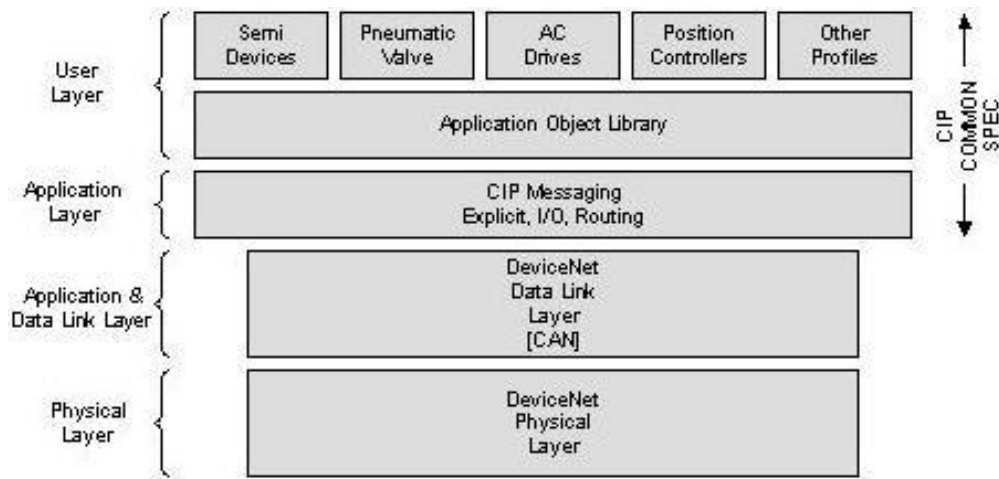 Semi
Devices
Pneumatic
Valve
AC
Drives
Position
Controllers
Other
Profiles
User
Layer
Application Object Library
CIP
COMMON
SPEC
Application
Layer
CIP Messaging
Explicit, I/O, Routing
Application &
Data Link Layer
DeviceNet
Data Link
Layer
[CAN]
Physical
Layer
DeviceNet
Physical
Layer